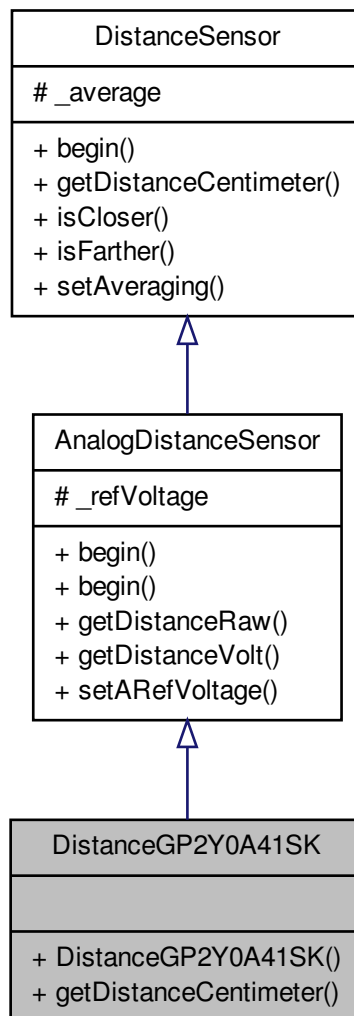 DistanceSensor
# _average
+ begin()
+ getDistanceCentimeter()
+ isCloser()
+ isFarther()
+ setAveraging()
AnalogDistanceSensor
# _refVoltage
+ begin()
+ begin()
+ getDistanceRaw()
+ getDistanceVolt()
+ setARefVoltage()
DistanceGP2Y0A41SK
+ DistanceGP2Y0A41SK()
+ getDistanceCentimeter()